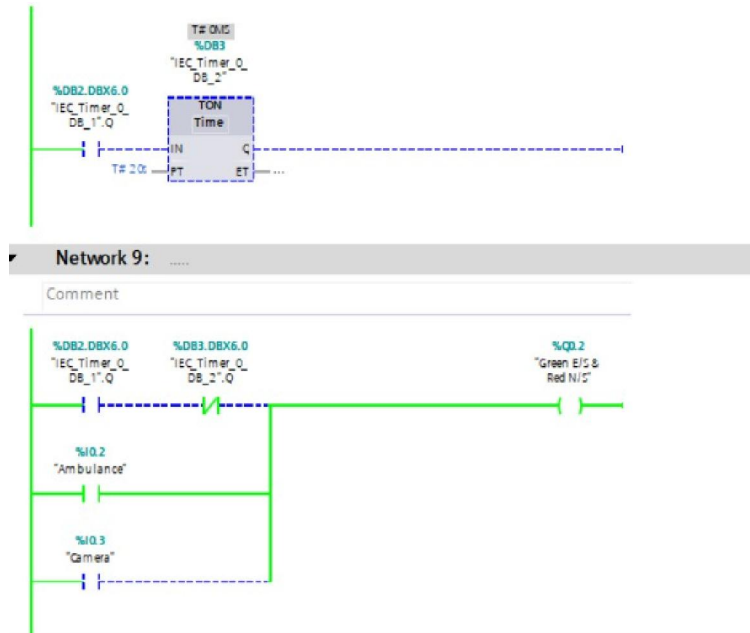 T# 0MS
%DB3
"IEC_Timer_0_
DB_2"
%DB2.DBX6.0
"IEC_Timer_0_
DB_1".Q
TON
Time
IN
Q
PT
ET
...
Network 9: .....
Comment
%DB2.DBX6.0
"IEC_Timer_0_
DB_1".Q
%DB3.DBX6.0
"IEC_Timer_0_
DB_2".Q
%Q0.2
"Green E/S &
Red N/S"
%I0.2
"Ambulance"
%I0.3
"Camera"